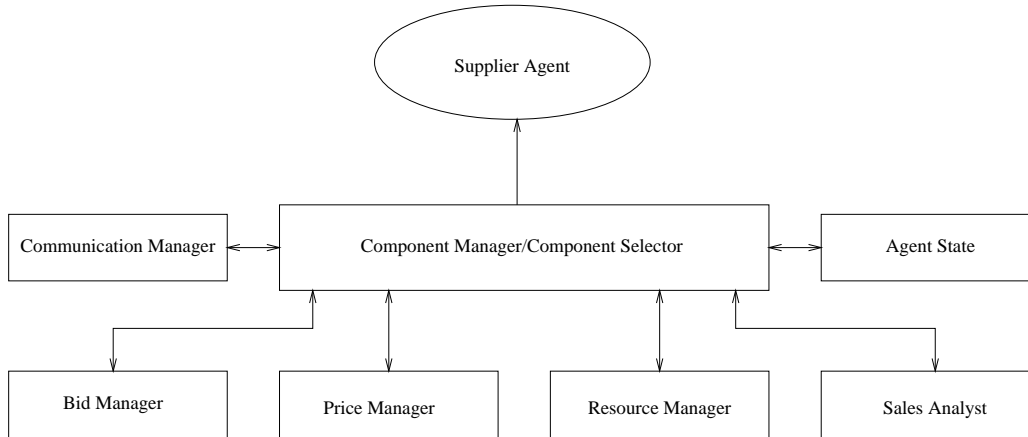 Supplier Agent
Communication Manager
Component Manager/Component Selector
Agent State
Bid Manager
Price Manager
Resource Manager
Sales Analyst